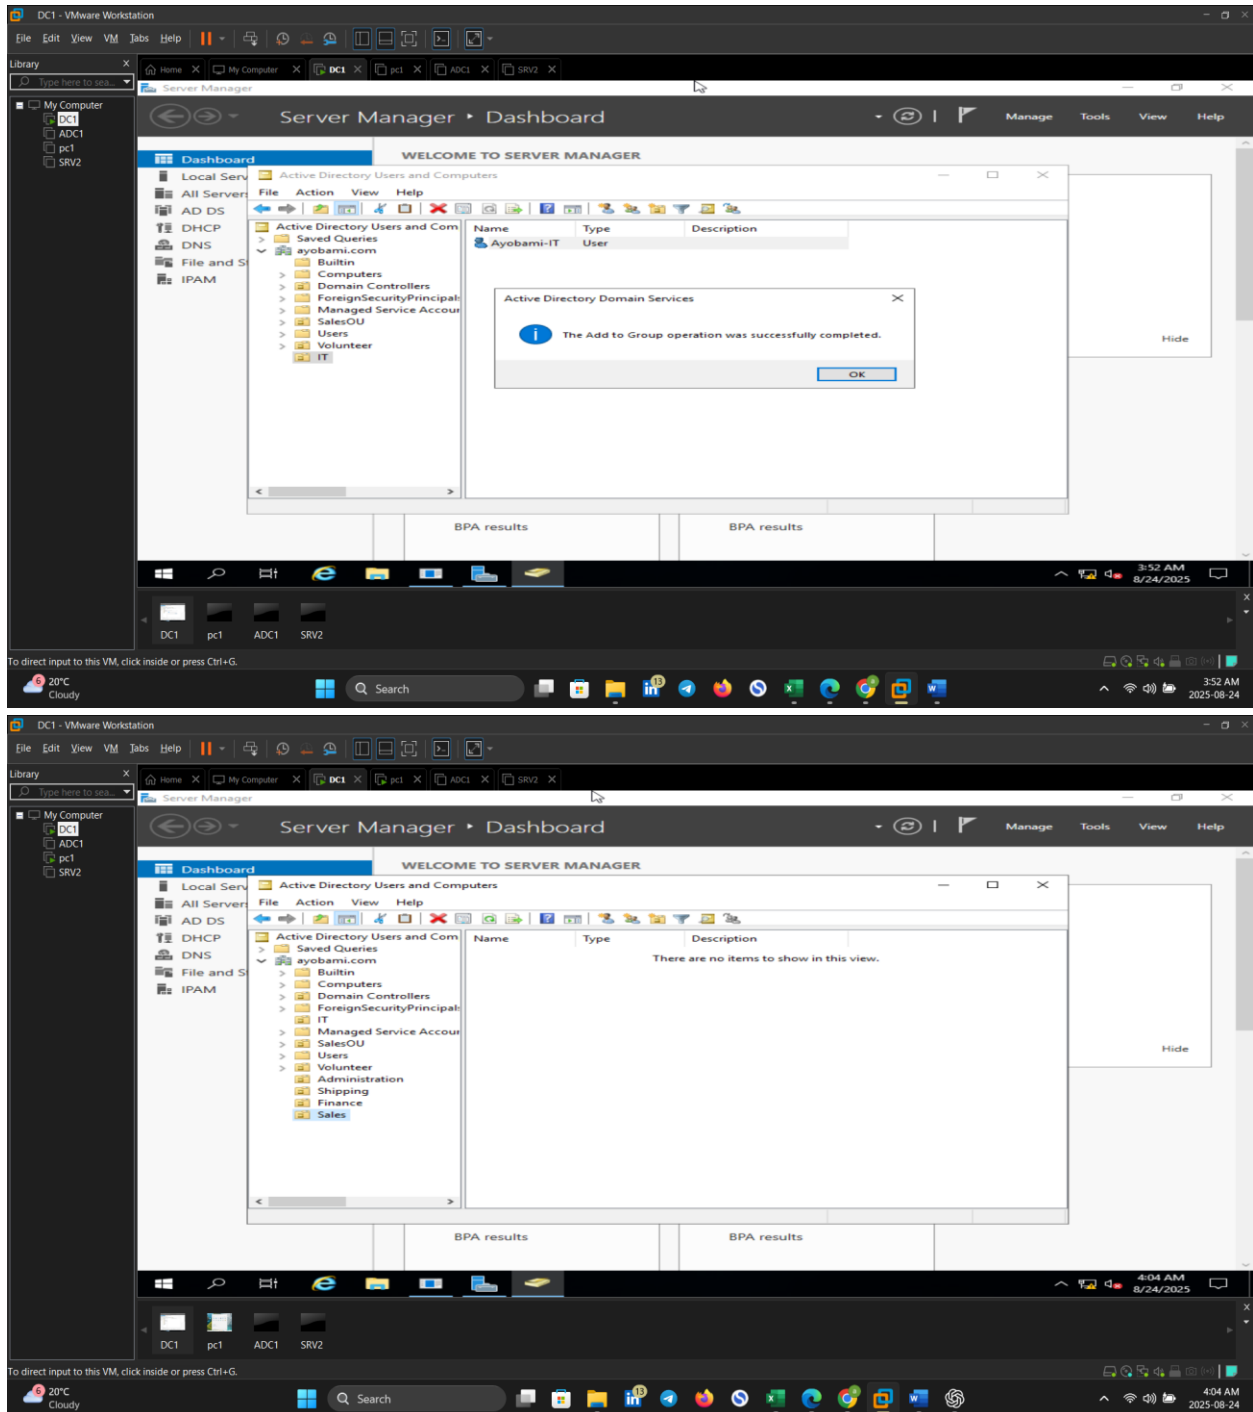 DC1 - VMware Workstation
File Edit View VM Tabs Help
Library X
Home X My Computer X DC1 X pc1 X ADC1 X SRV2 X
Type here to sea...
Server Manager
My Computer
DC1
ADC1
pc1
SRV2
Server Manager • Dashboard
Manage Tools View Help
WELCOME TO SERVER MANAGER
Dashboard
Local Serv
All Server
AD DS
DHCP
DNS
File and S
IPAM
Active Directory Users and Computers
File Action View Help
Active Directory Users and Com
Saved Queries
ayobami.com
Builtin
Computers
Domain Controllers
ForeignSecurityPrincipal
Managed Service Accour
SalesOU
Users
Volunteer
IT
Name Type Description
Ayobami-IT User
Active Directory Domain Services
The Add to Group operation was successfully completed.
OK
Hide
BPA results BPA results
3:52 AM
8/24/2025
DC1 pc1 ADC1 SRV2
To direct input to this VM, click inside or press Ctrl+G.
6 20°C
Cloudy
Search
13
3:52 AM
2025-08-24
DC1 - VMware Workstation
File Edit View VM Tabs Help
Library X
Home X My Computer X DC1 X pc1 X ADC1 X SRV2 X
Type here to sea...
Server Manager
My Computer
DC1
ADC1
pc1
SRV2
Server Manager • Dashboard
Manage Tools View Help
WELCOME TO SERVER MANAGER
Dashboard
Local Serv
All Server
AD DS
DHCP
DNS
File and S
IPAM
Active Directory Users and Computers
File Action View Help
Active Directory Users and Com
Saved Queries
ayobami.com
Builtin
Computers
Domain Controllers
ForeignSecurityPrincipal
IT
Managed Service Accour
SalesOU
Users
Volunteer
Administration
Shipping
Finance
Sales
Name Type Description
There are no items to show in this view.
Hide
BPA results BPA results
4:04 AM
8/24/2025
DC1 pc1 ADC1 SRV2
To direct input to this VM, click inside or press Ctrl+G.
6 20°C
Cloudy
Search
13
4:04 AM
2025-08-24